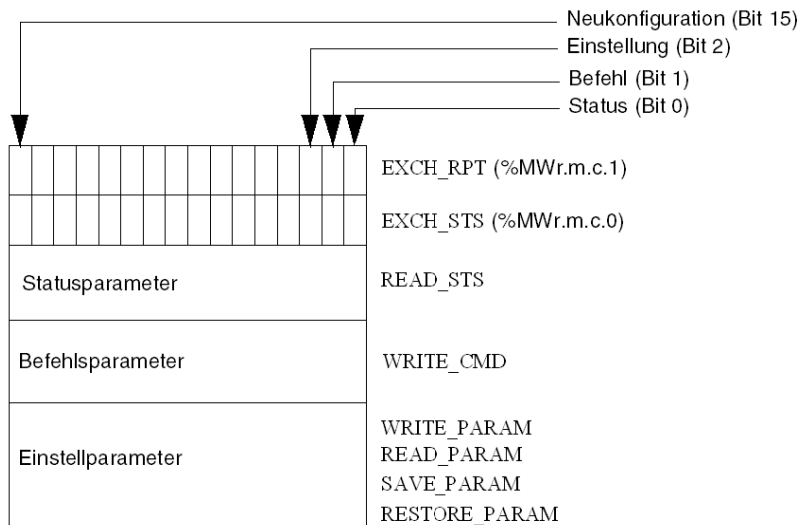 Neukonfiguration (Bit 15)
Einstellung (Bit 2)
Befehl (Bit 1)
Status (Bit 0)
EXCH_RPT (%MWr.m.c.1)
EXCH_STS (%MWr.m.c.0)
Statusparameter READ_STS
Befehlsparameter WRITE_CMD
WRITE_PARAM
Einstellparameter READ_PARAM
SAVE_PARAM
RESTORE_PARAM